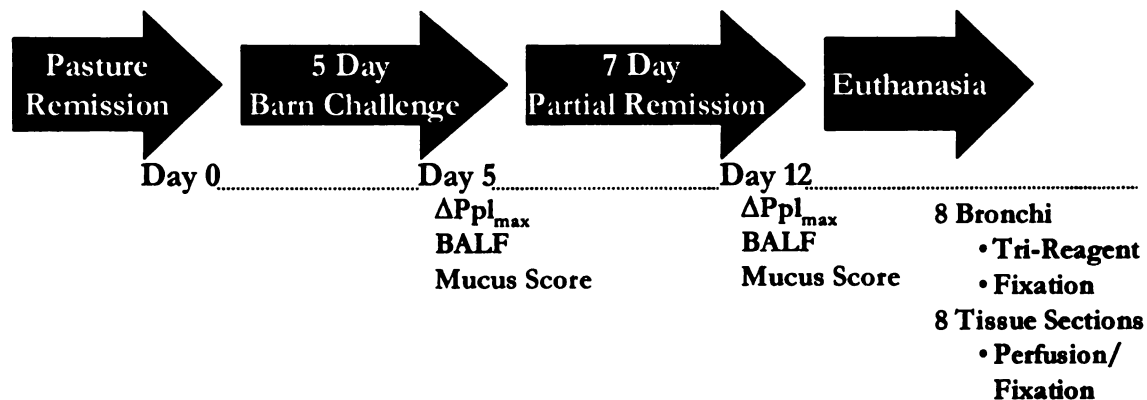 Pasture
Remission
5 Day
Barn Challenge
7 Day
Partial Remission
Euthanasia
Day 0
Day 5
Day 12
ΔPpl_max
BALF
Mucus Score
ΔPpl_max
BALF
Mucus Score
8 Bronchi
• Tri-Reagent
• Fixation
8 Tissue Sections
• Perfusion/
Fixation